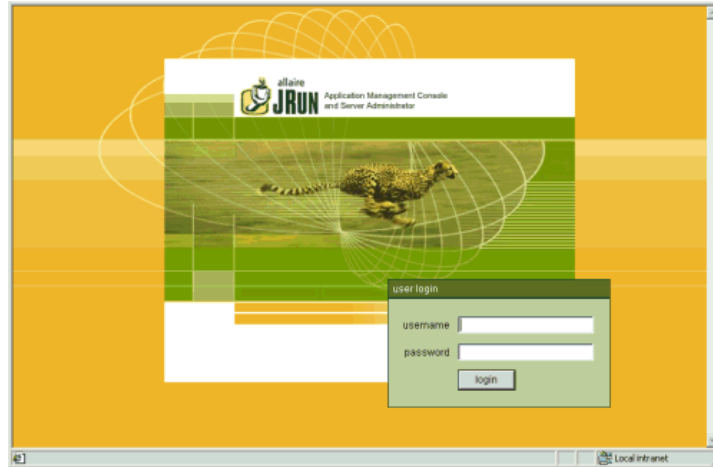 allaire
JRUN
Application Management Console
and Server Administrator
user login
username
password
login
Local intranet